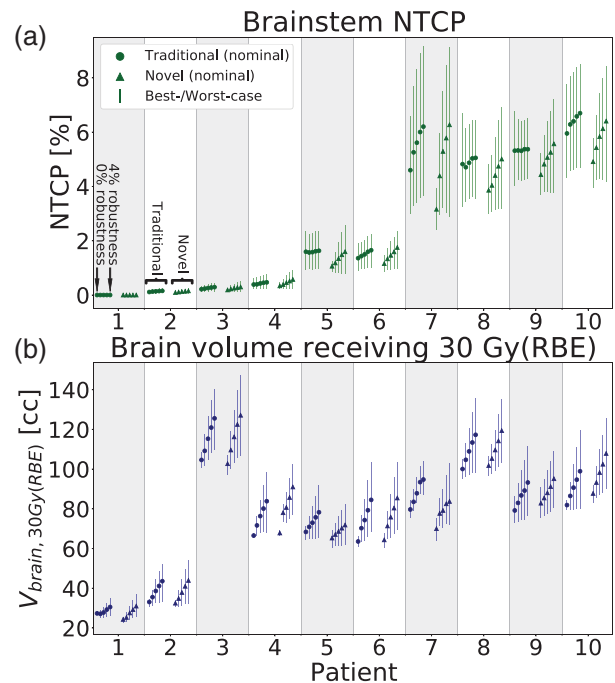 Brainstem NTCP
(a)
Traditional (nominal)
Novel (nominal)
Best-/Worst-case
NTCP [%]
8
6
4
2
0
4% robustness
0% robustness
Traditional
Novel
1 2 3 4 5 6 7 8 9 10
(b)
Brain volume receiving 30 Gy(RBE)
V_brain, 30Gy(RBE) [cc]
140
120
100
80
60
40
20
1 2 3 4 5 6 7 8 9 10
Patient